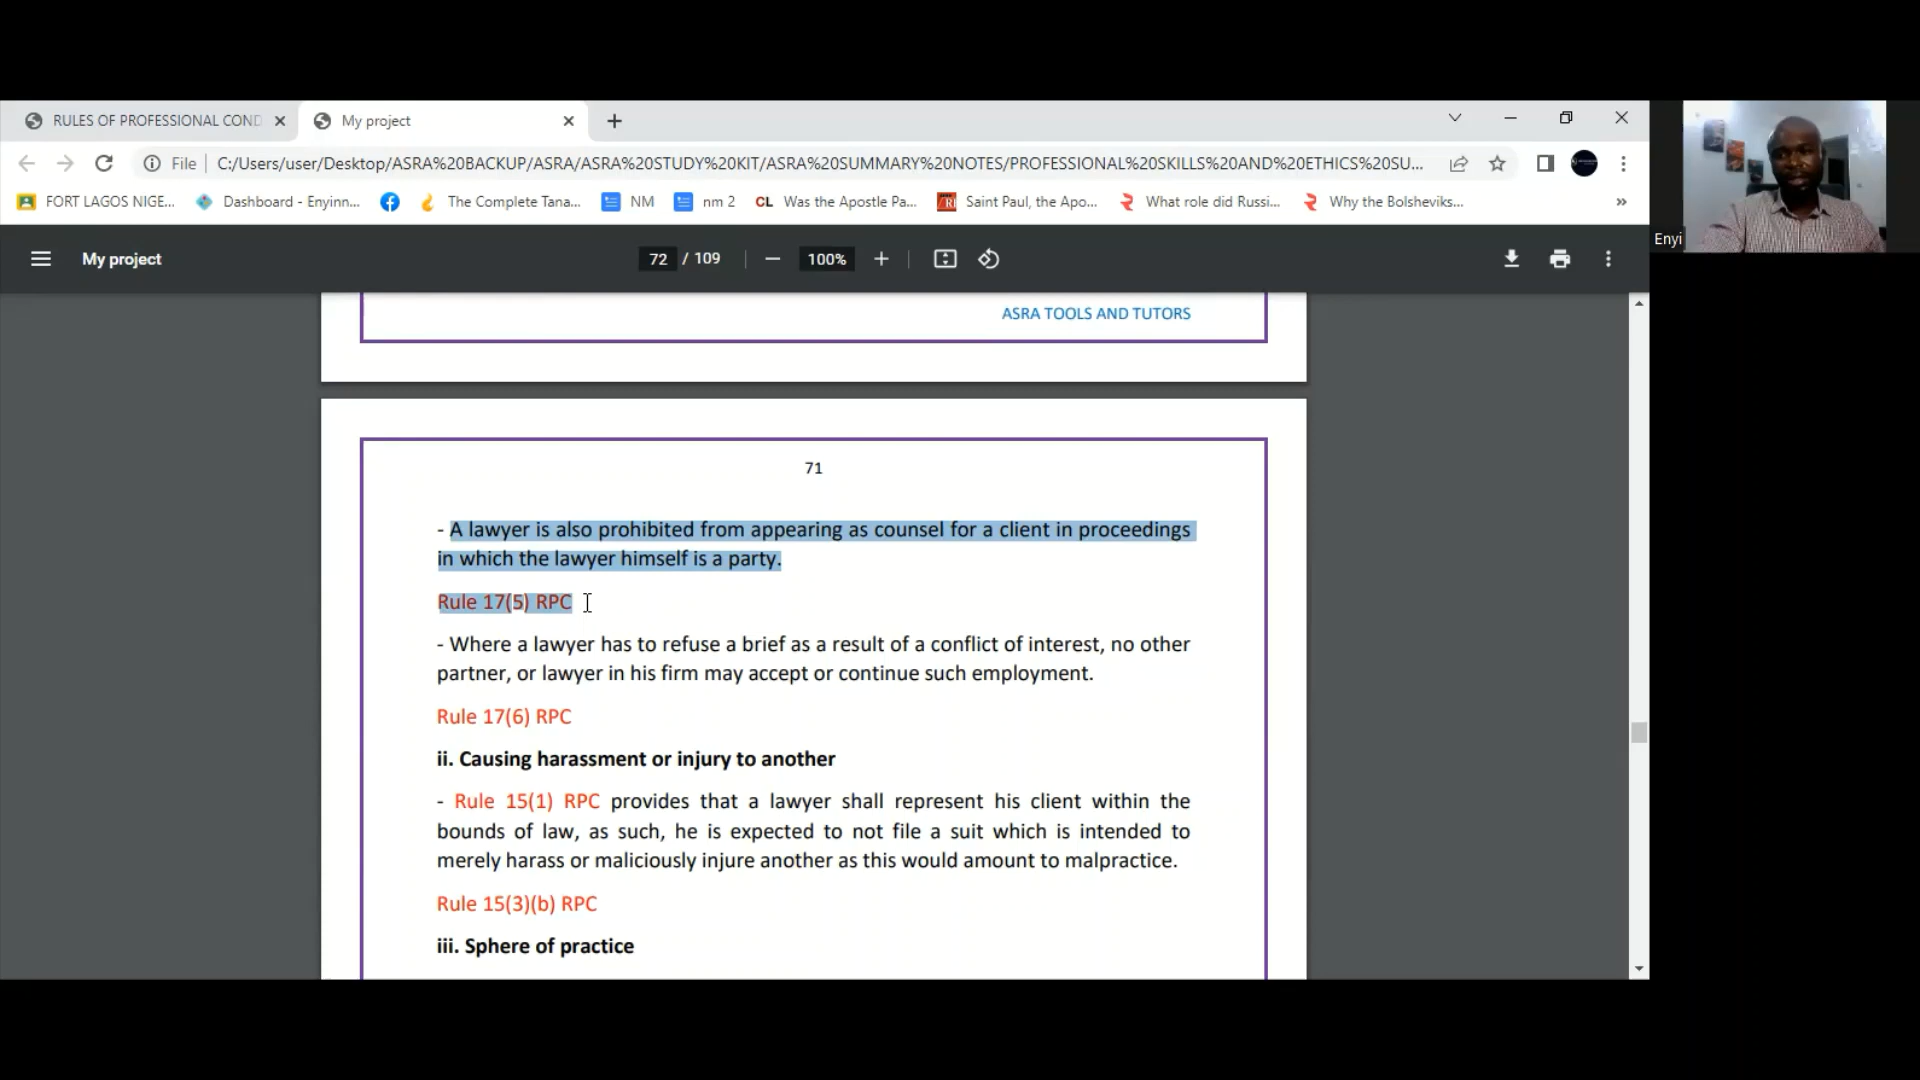 RULES OF PROFESSIONAL COND
My project
File
C:/Users/user/Desktop/ASRA%20BACKUP/ASRA/ASRA%20STUDY%20KIT/ASRA%20SUMMARY%20NOTES/PROFESSIONAL%20SKILLS%20AND%20ETHICS%20SU...
FORT LAGOS NIGE...
Dashboard - Enyinn...
The Complete Tana...
NM
nm 2
CL Was the Apostle Pa...
Saint Paul, the Apo...
What role did Russi...
Why the Bolsheviks...
»
Enyi
My project
72 / 109
100%
ASRA TOOLS AND TUTORS
71
- A lawyer is also prohibited from appearing as counsel for a client in proceedings
in which the lawyer himself is a party.
Rule 17(5) RPC
- Where a lawyer has to refuse a brief as a result of a conflict of interest, no other
partner, or lawyer in his firm may accept or continue such employment.
Rule 17(6) RPC
ii. Causing harassment or injury to another
- Rule 15(1) RPC provides that a lawyer shall represent his client within the
bounds of law, as such, he is expected to not file a suit which is intended to
merely harass or maliciously injure another as this would amount to malpractice.
Rule 15(3)(b) RPC
iii. Sphere of practice